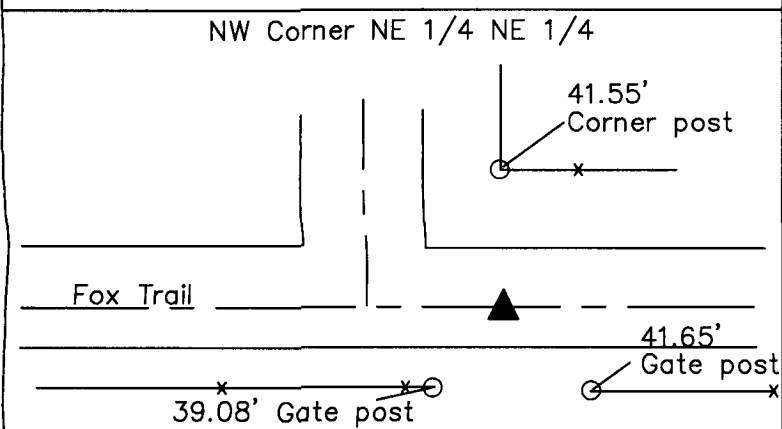 NW Corner NE 1/4 NE 1/4
41.55'
Corner post
Fox Trail
41.65'
Gate post
39.08' Gate post